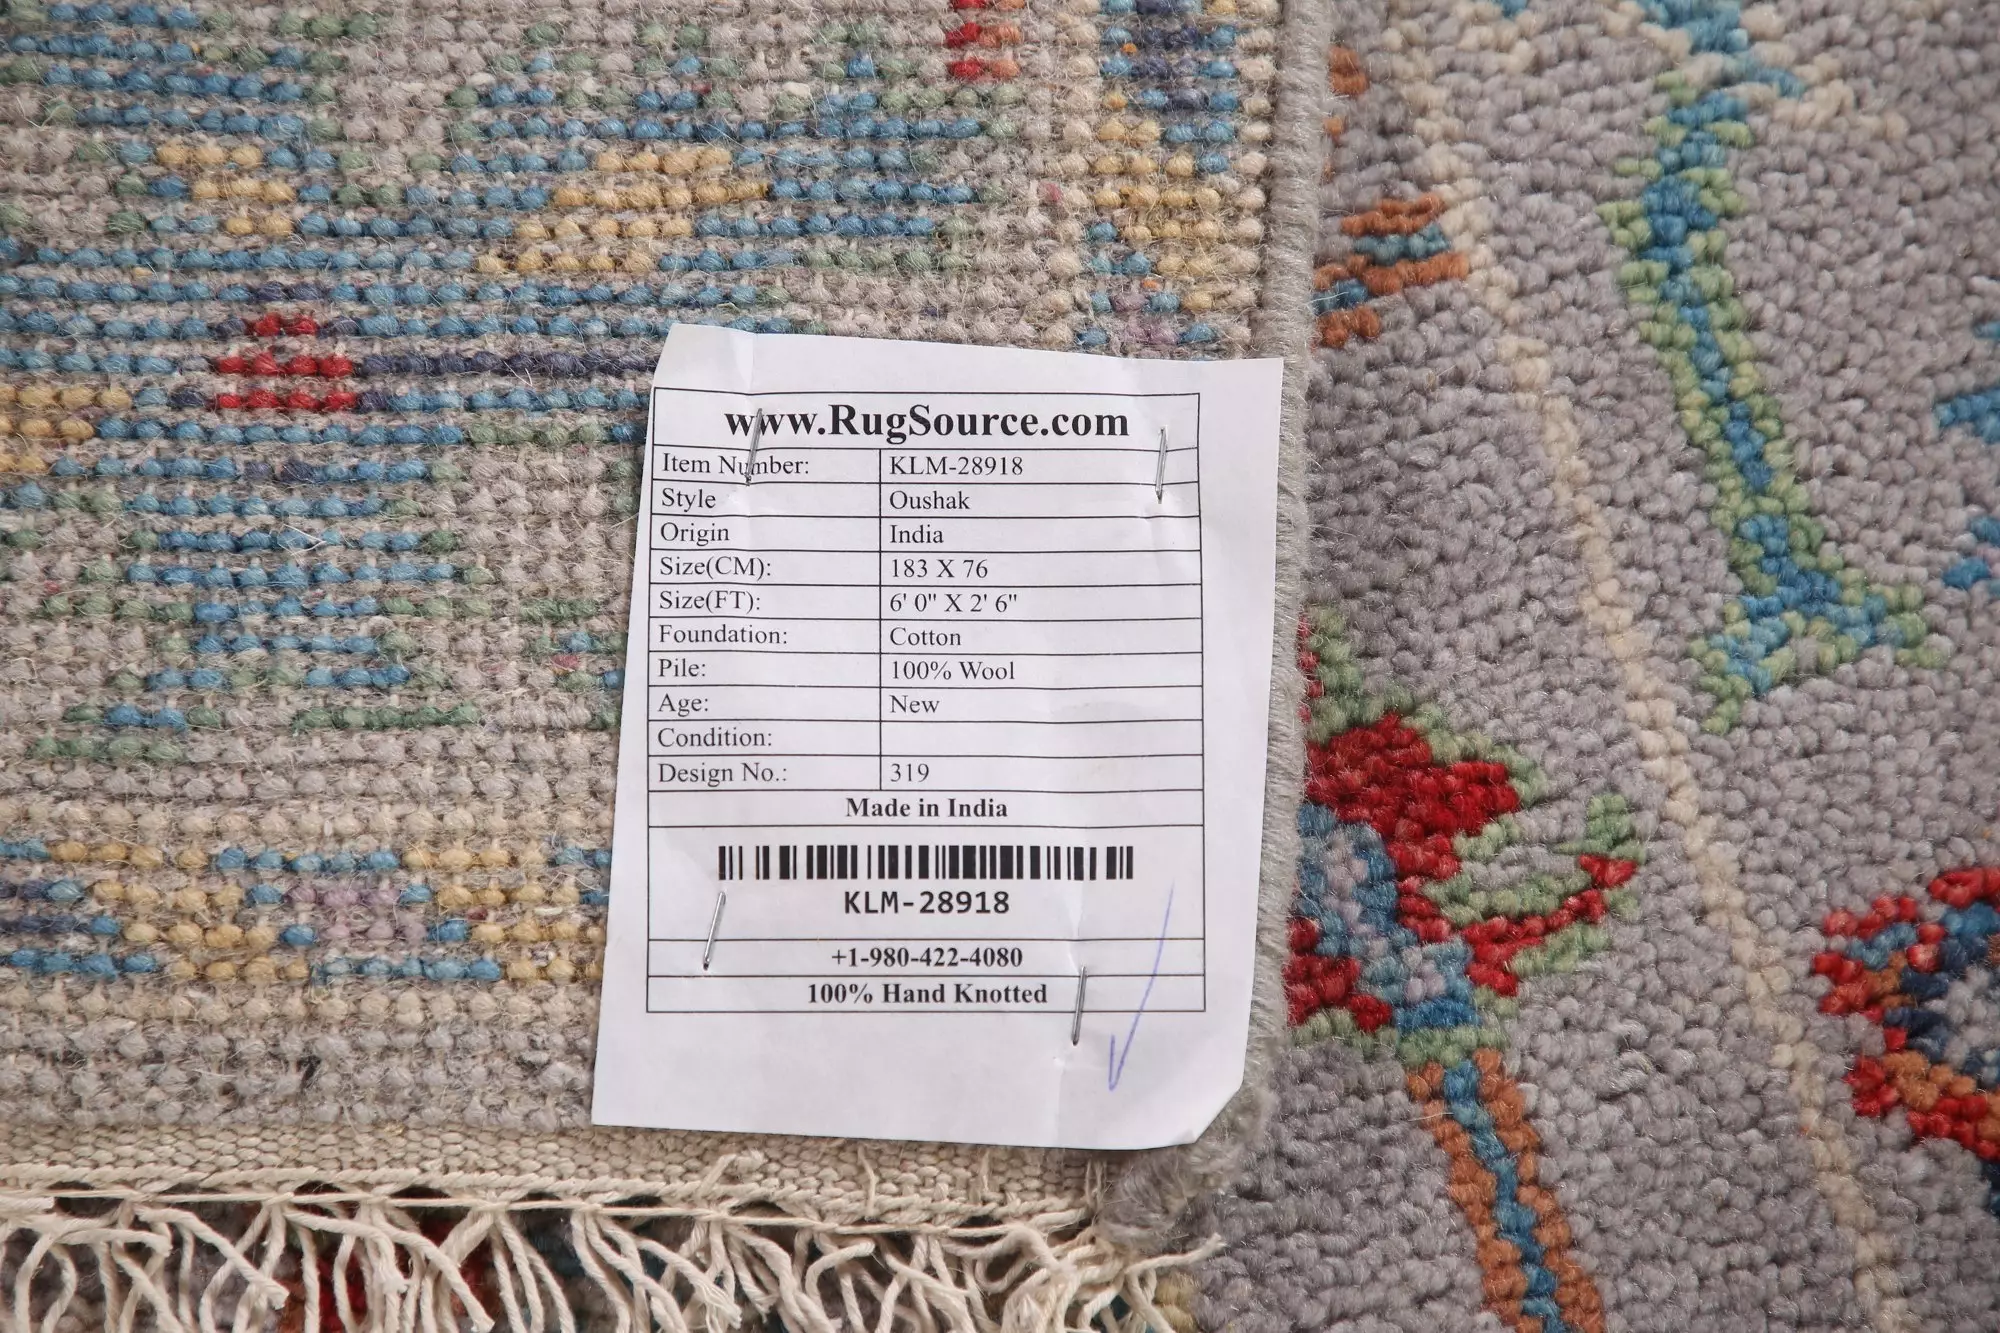 www.RugSource.com
Item Number: KLM-28918
Style Oushak
Origin India
Size(CM): 183 X 76
Size(FT): 6' 0" X 2' 6"
Foundation: Cotton
Pile: 100% Wool
Age: New
Condition:
Design No.: 319
Made in India
KLM-28918
+1-980-422-4080
100% Hand Knotted